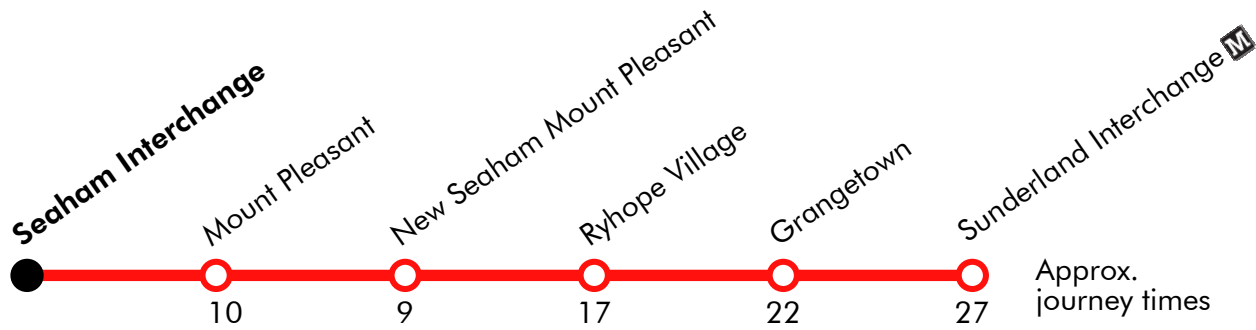 Seaham Interchange
Mount Pleasant
New Seaham Mount Pleasant
Ryhope Village
Grangetown
Sunderland Interchange M
10
9
17
22
27
Approx.
journey times